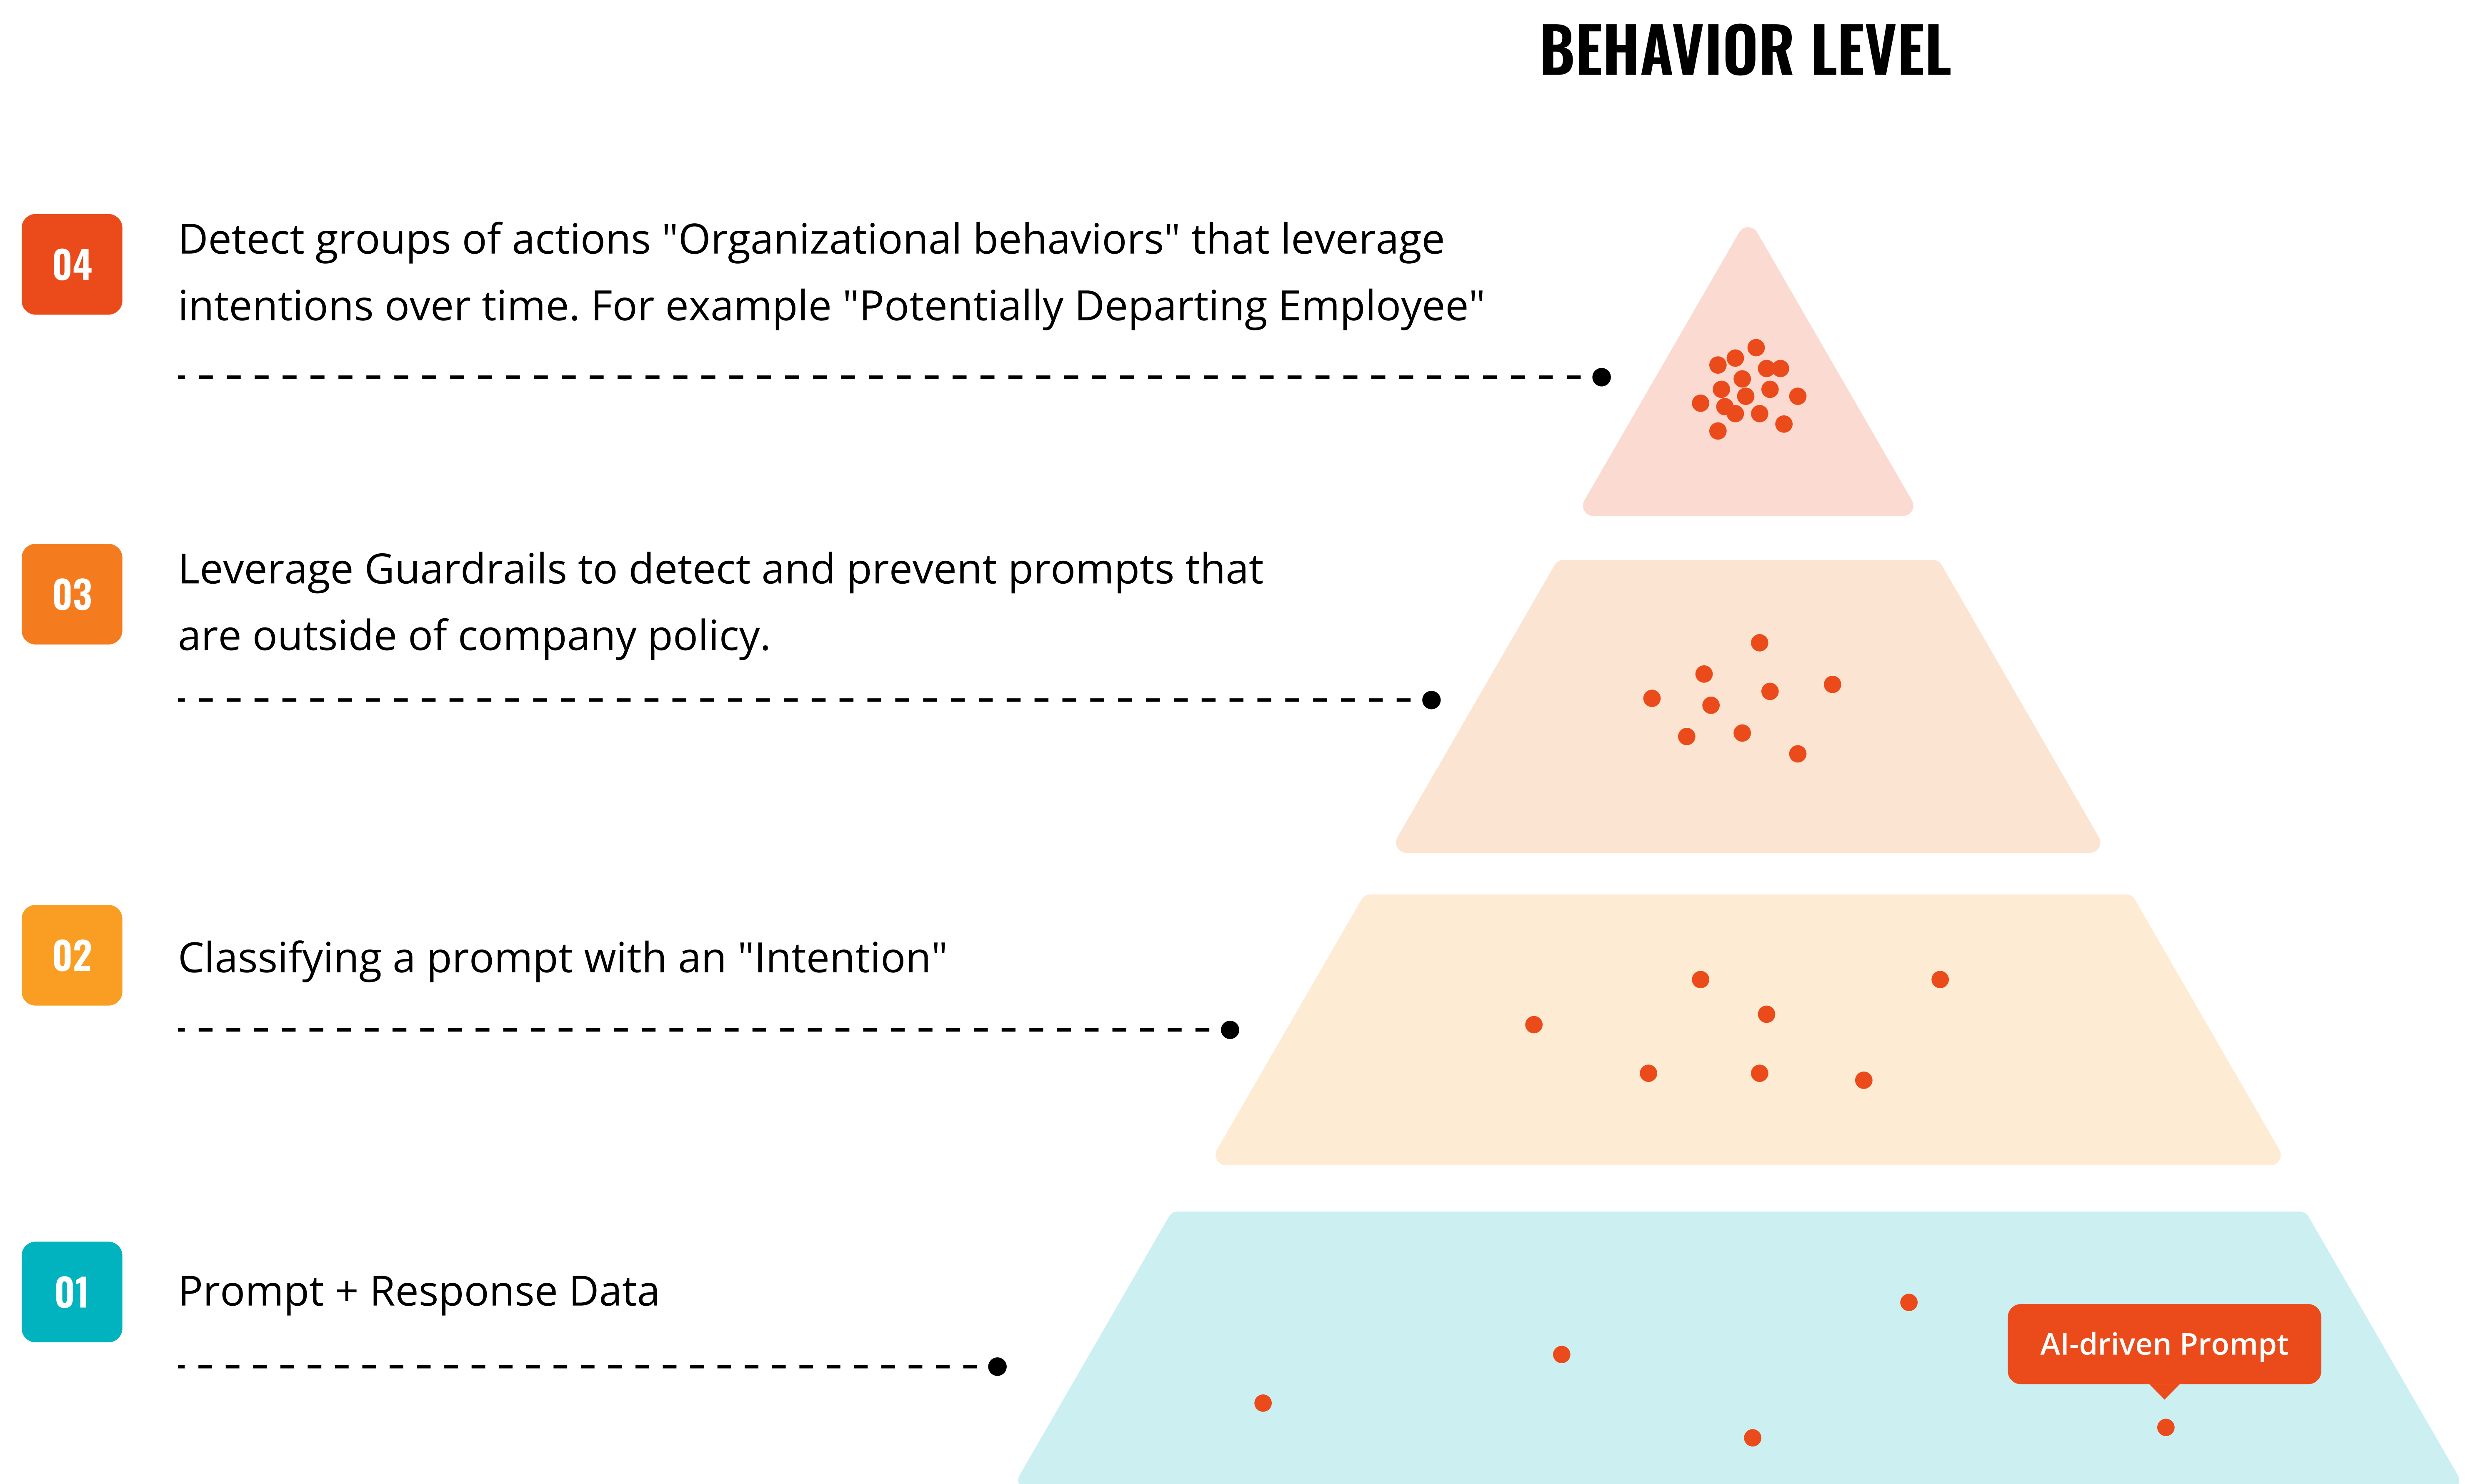 BEHAVIOR LEVEL
04
Detect groups of actions "Organizational behaviors" that leverage
intentions over time. For example "Potentially Departing Employee"
03
Leverage Guardrails to detect and prevent prompts that
are outside of company policy.
02
Classifying a prompt with an "Intention"
01
Prompt + Response Data
AI-driven Prompt